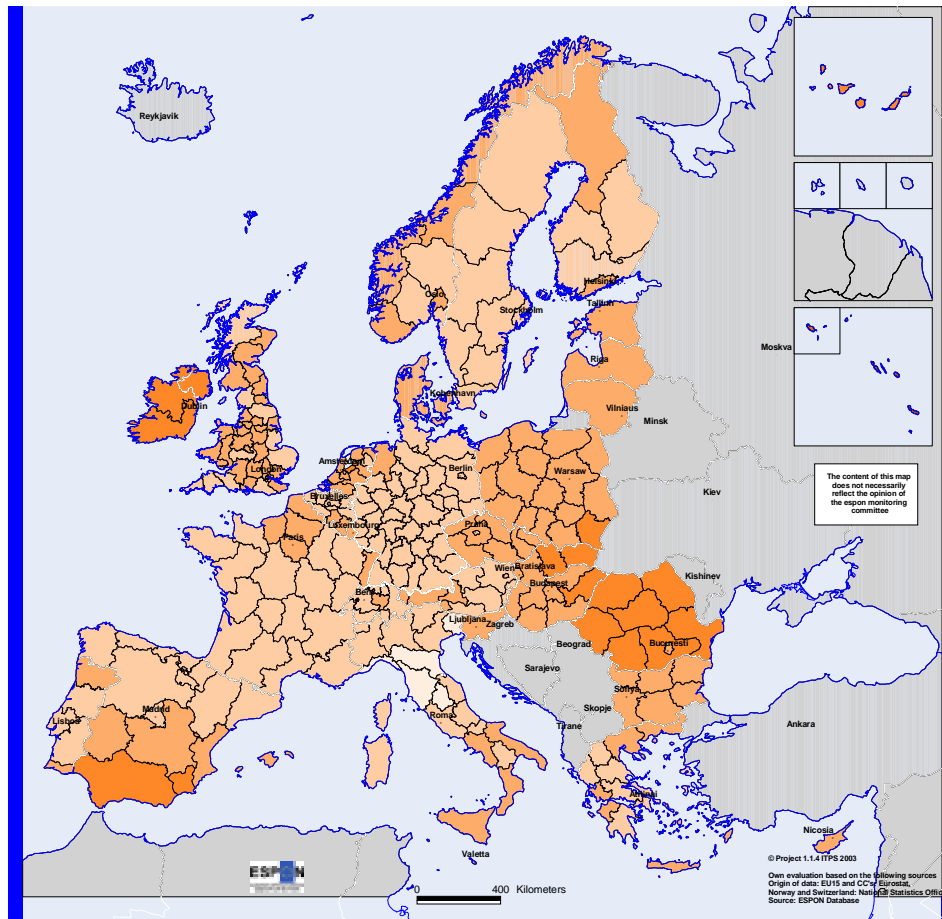 Reykjavik
Oslo
Helsinki
Stockholm
Tallinn
Moskva
Riga
Dublin
Kobenhavn
Vilniaus
Minsk
London
Amsterdam
Berlin
Warsaw
The content of this map
does not necessarily
reflect the opinion of
the espon monitoring
committee
Bruxelles
Kiev
Luxembourg
Paris
Praha
Wien
Bratislava
Kishinev
Bern
Budapest
Ljubljana
Zagreb
Beograd
Bucuresti
Sarajevo
Madrid
Sofiya
Lisboa
Roma
Skopje
Tirane
Ankara
Athinai
Nicosia
Valetta
© Project 1.1.4 ITPS 2003
ESPON
Own evaluation based on the following sources
Origin of data: EU15 and CC's: Eurostat,
Norway and Switzerland: National Statistics Offic
Source: ESPON Database
0 400 Kilometers